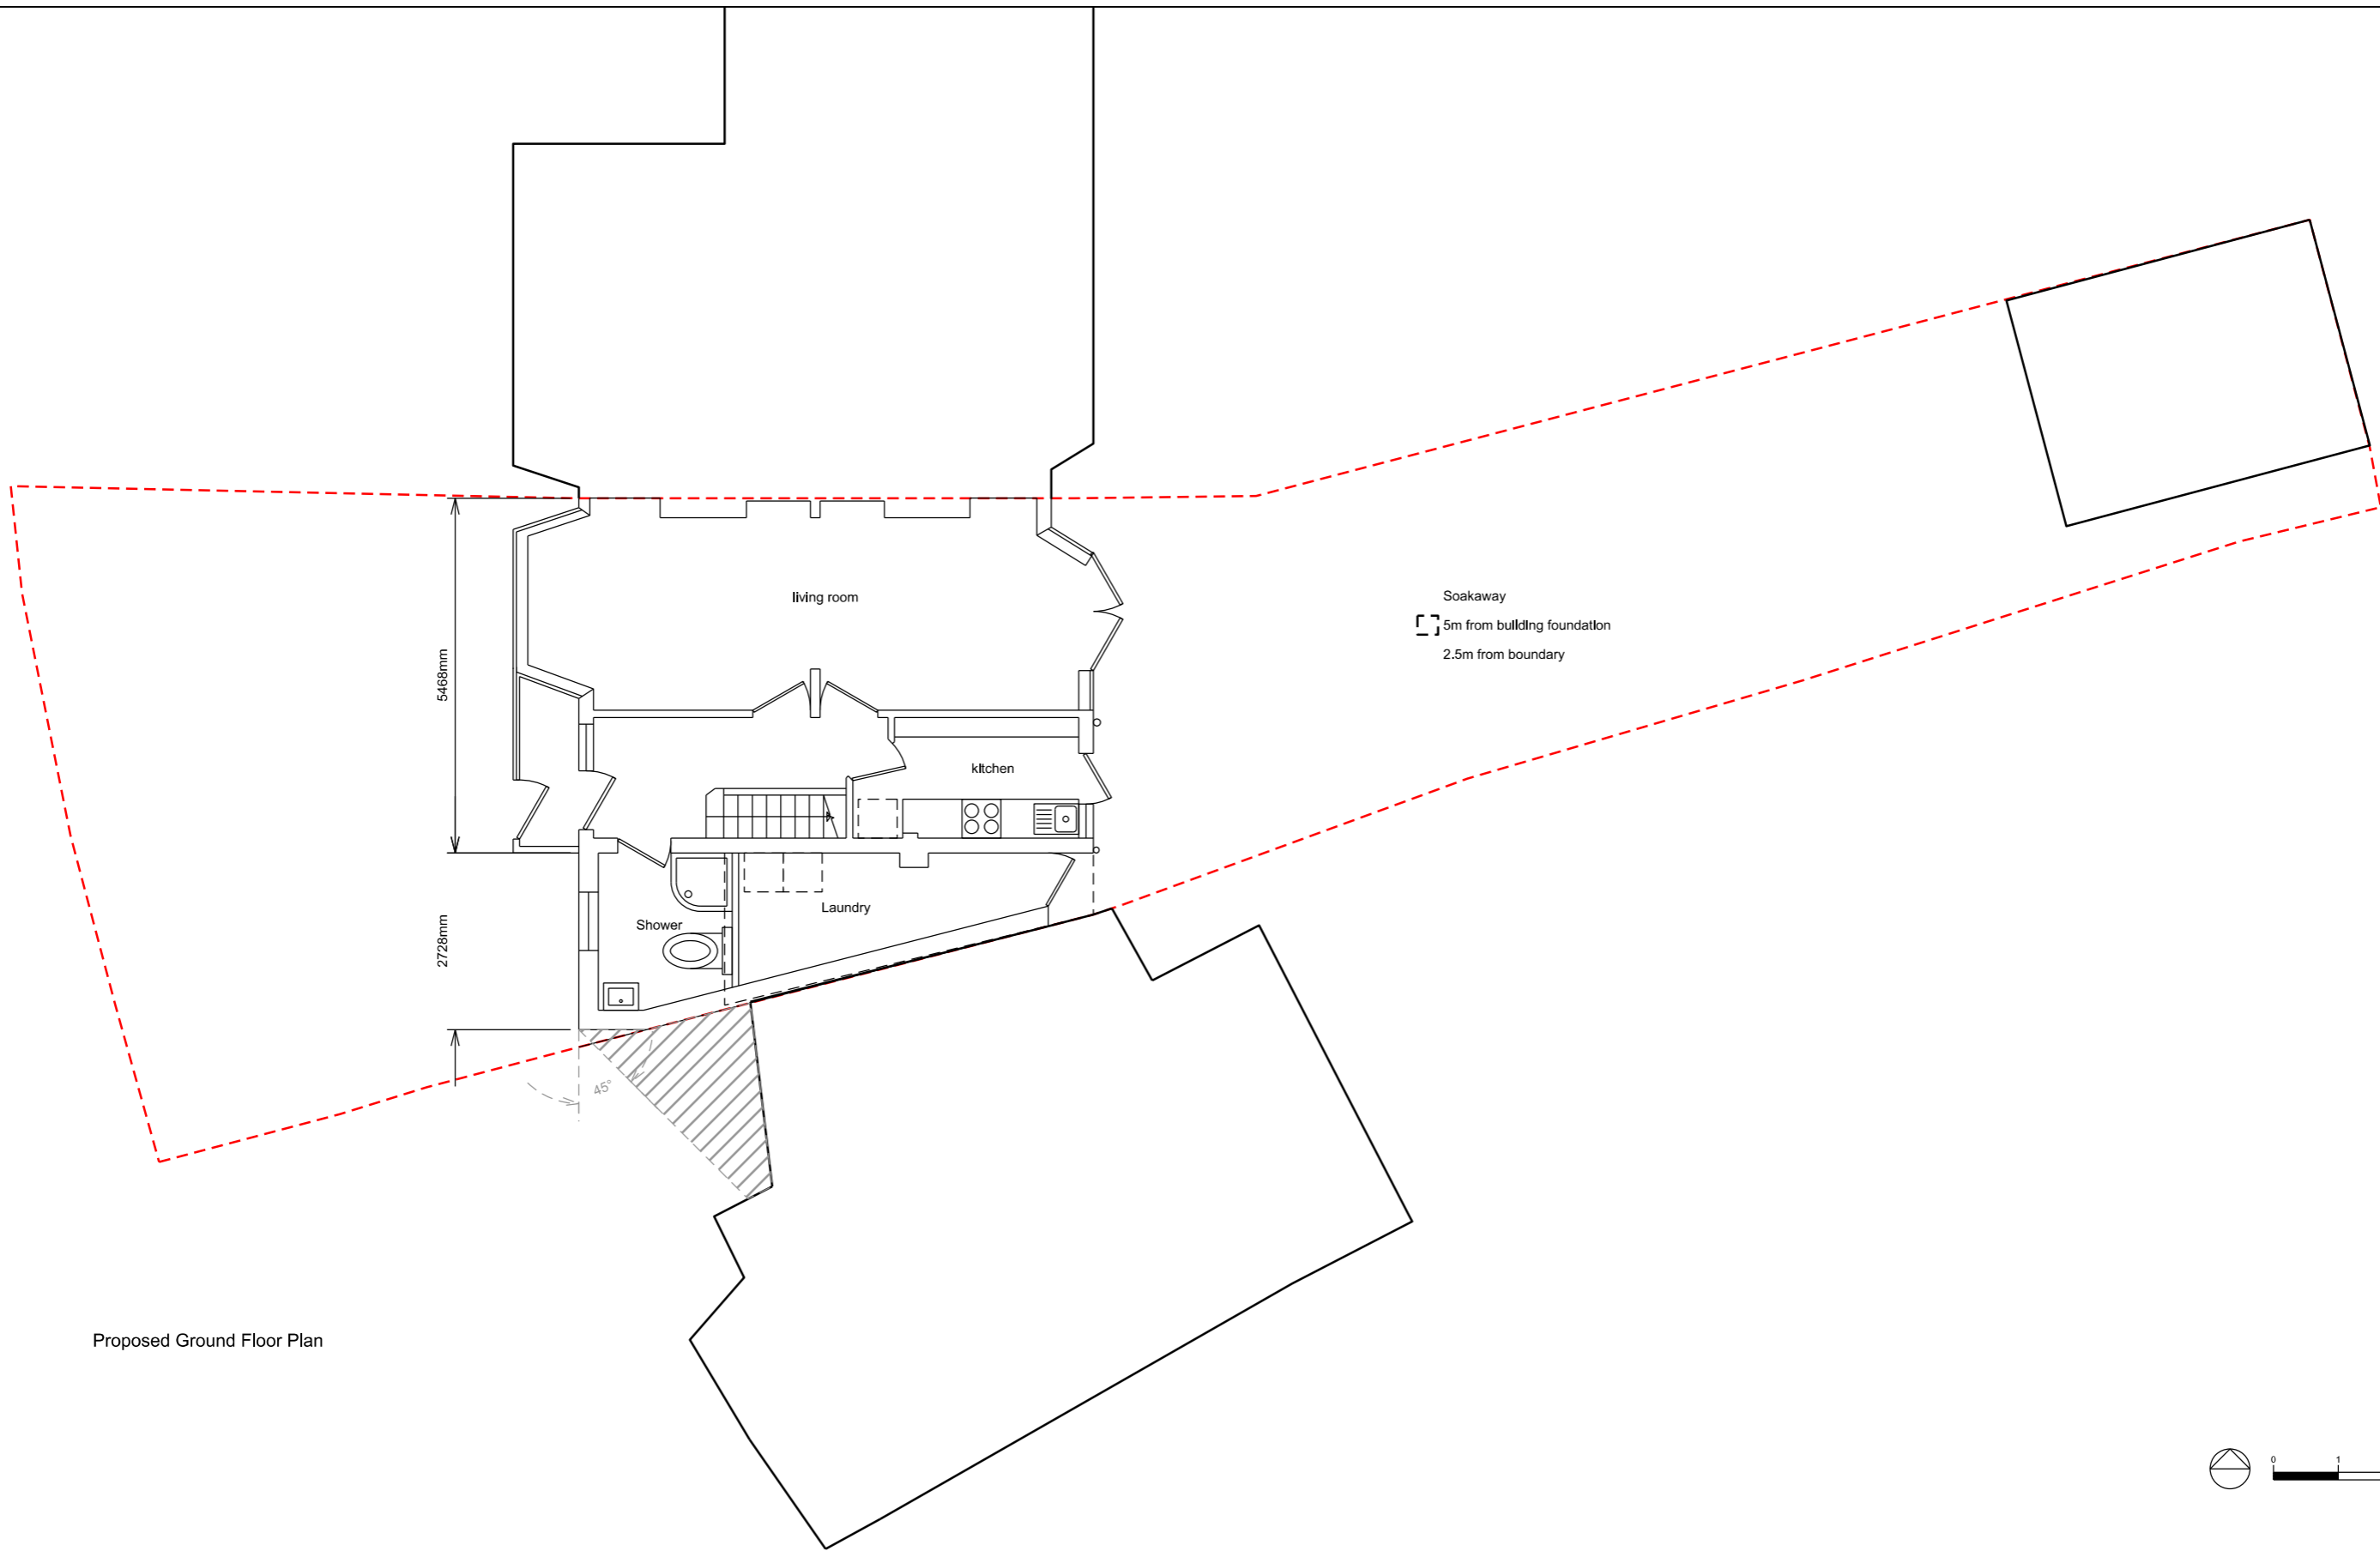 living room
Soakaway
5m from building foundation
2.5m from boundary
5468mm
kitchen
Laundry
Shower
2728mm
45°
Proposed Ground Floor Plan
0 1